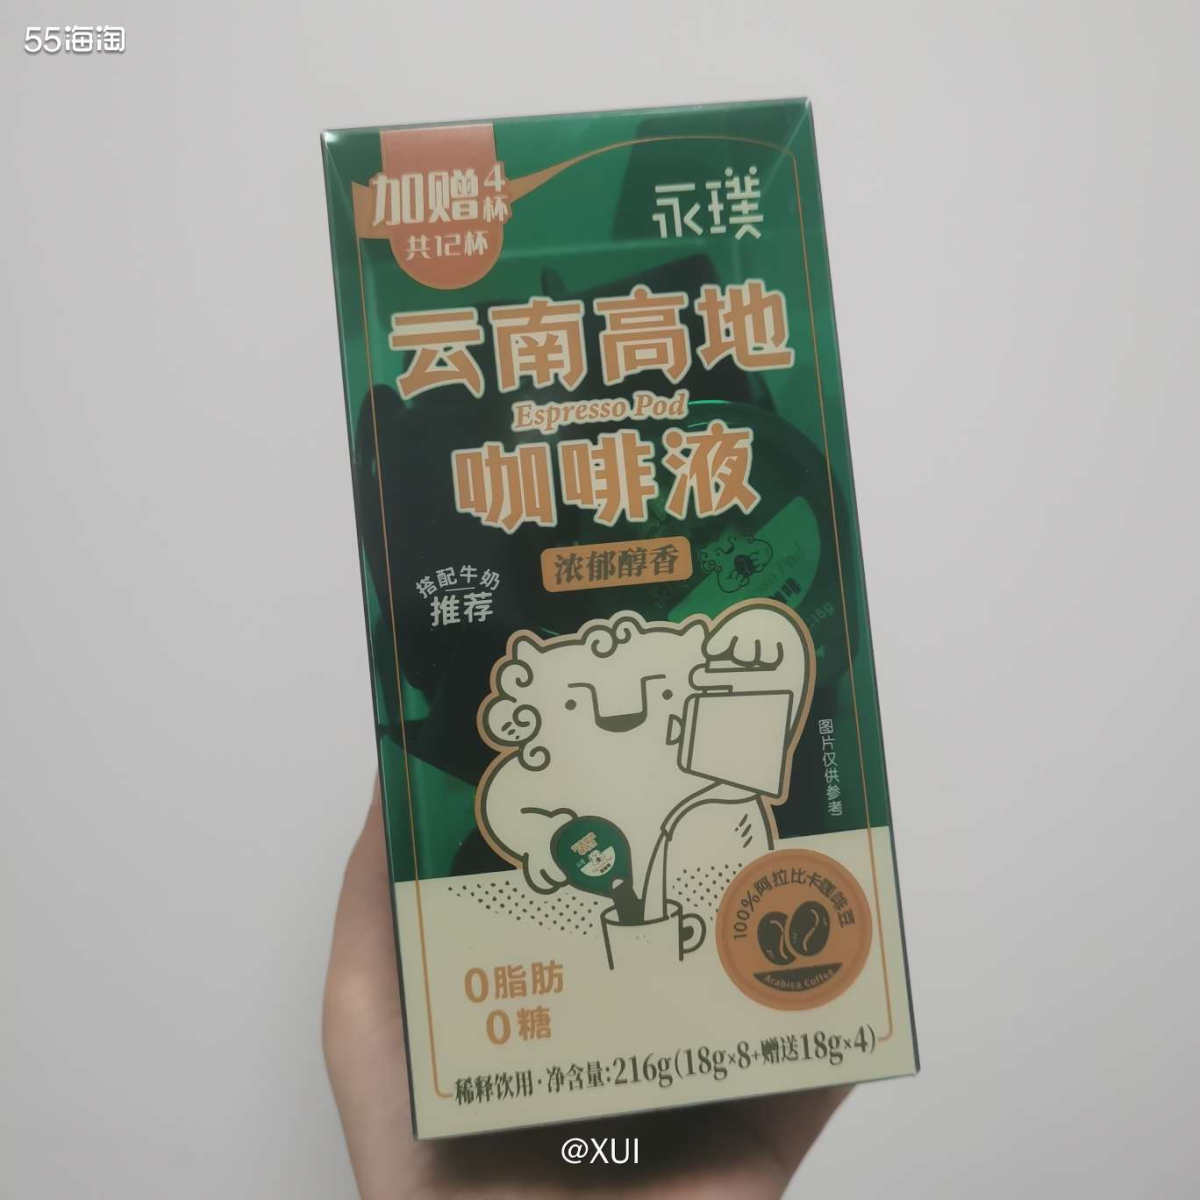 55海淘
加赠4杯
共12杯
永璞
云南高地
Espresso Pod
咖啡液
浓郁醇香
搭配牛奶
推荐
18g
图片仅供参考
100%阿拉比卡咖啡豆
Arabica Coffee
0脂肪
0糖
稀释饮用·净含量:216g(18g×8+赠送18g×4)
@XUI